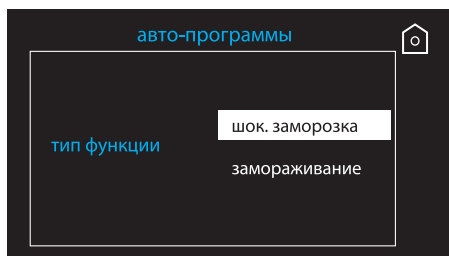 авто-программы
тип функции
шок. заморозка
замораживание